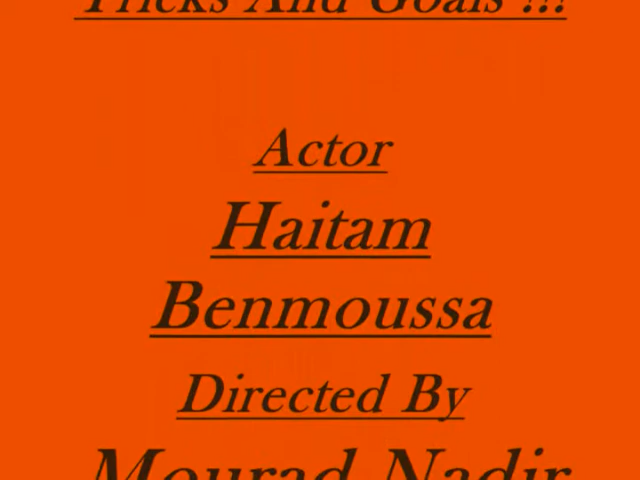 Tricks And Goals !!!
Actor
Haitam
Benmoussa
Directed By
Mourad Nadir